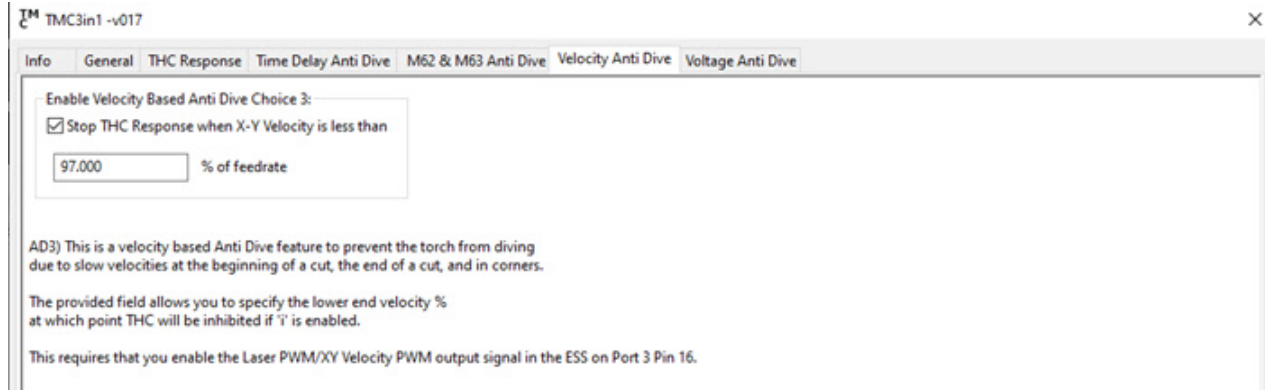 TMC TMC3in1 -v017
Info General THC Response Time Delay Anti Dive M62 & M63 Anti Dive Velocity Anti Dive Voltage Anti Dive
Enable Velocity Based Anti Dive Choice 3:
Stop THC Response when X-Y Velocity is less than
97.000 % of feedrate
AD3) This is a velocity based Anti Dive feature to prevent the torch from diving
due to slow velocities at the beginning of a cut, the end of a cut, and in corners.
The provided field allows you to specify the lower end velocity %
at which point THC will be inhibited if 'i' is enabled.
This requires that you enable the Laser PWM/XY Velocity PWM output signal in the ESS on Port 3 Pin 16.